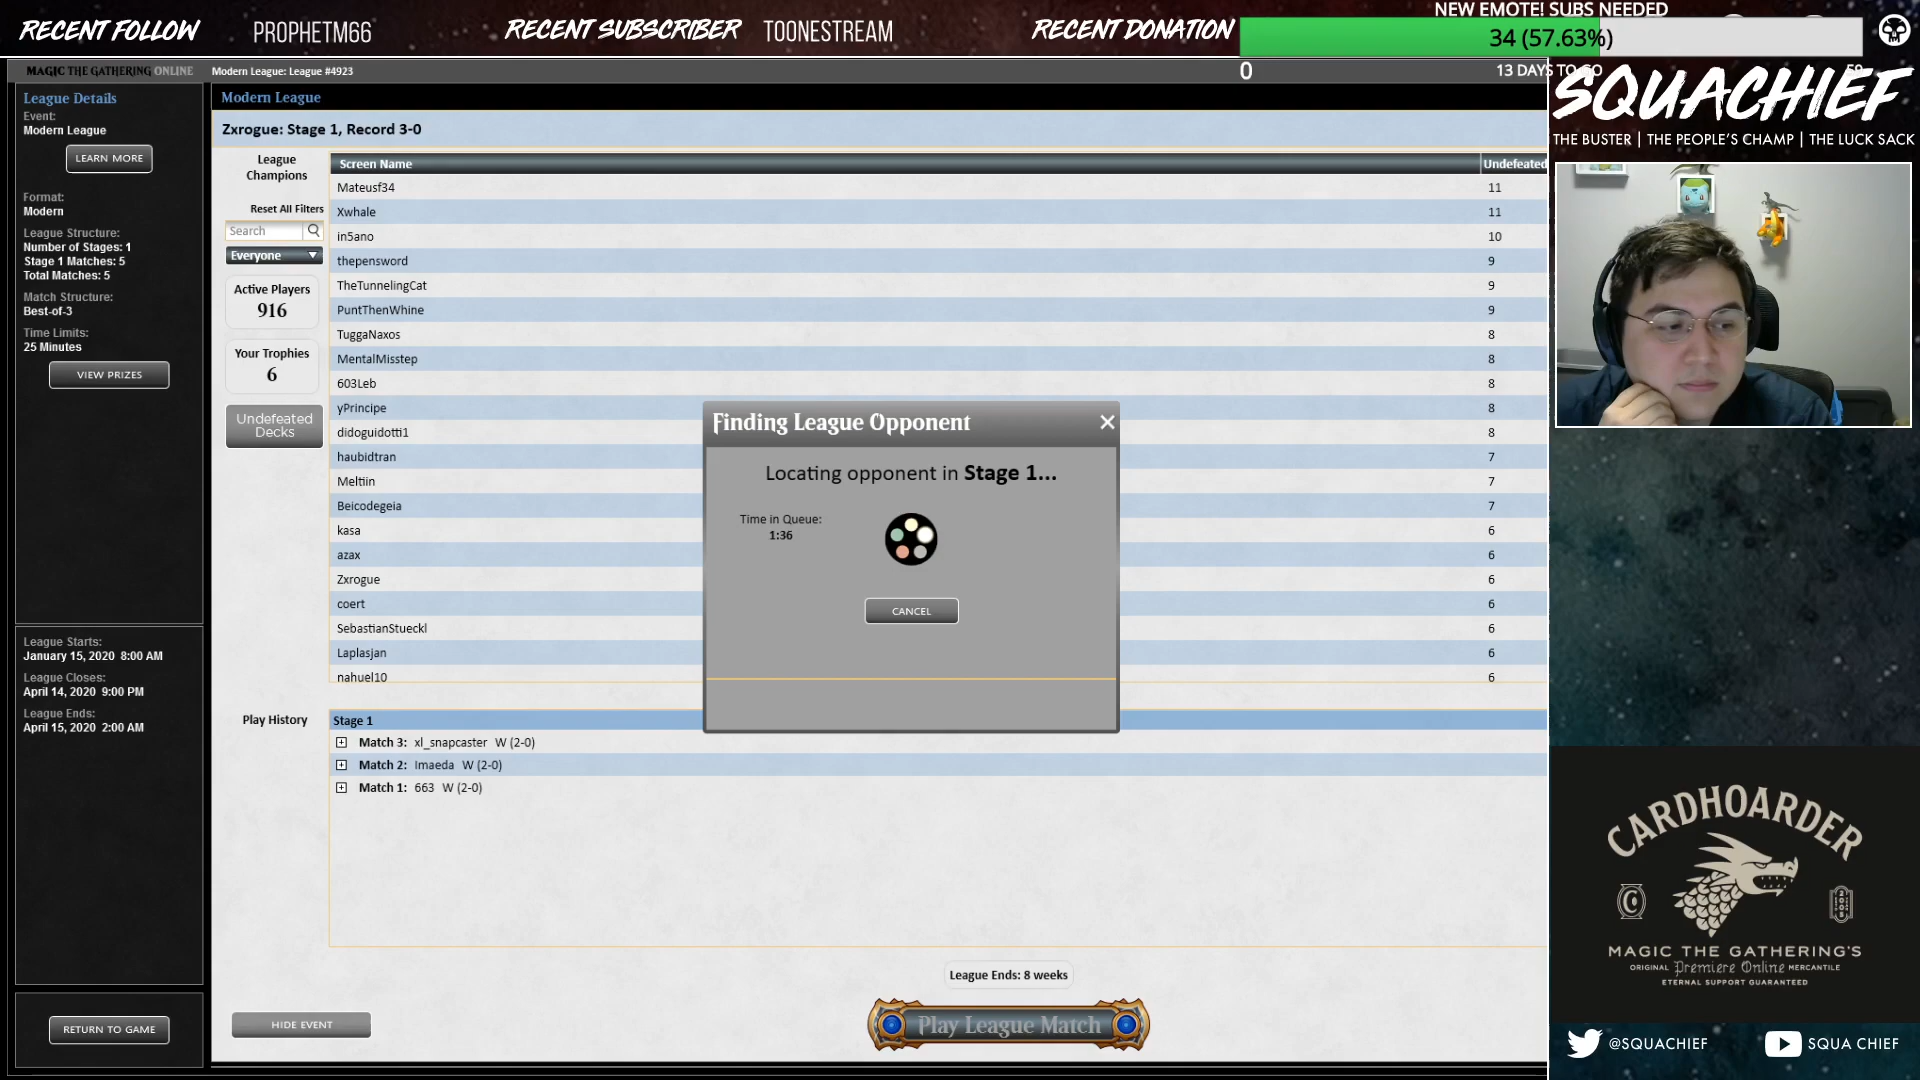 RECENT FOLLOW
PROPHETM66
RECENT SUBSCRIBER
TOONESTREAM
RECENT DONATION
NEW EMOTE! SUBS NEEDED
34 (57.63%)
0
13 DAYS TO GO
59
MAGIC THE GATHERING ONLINE
Modern League: League #4923
League Details
Event:
Modern League
LEARN MORE
Format:
Modern
League Structure:
Number of Stages: 1
Stage 1 Matches: 5
Total Matches: 5
Match Structure:
Best-of-3
Time Limits:
25 Minutes
VIEW PRIZES
League Starts:
January 15, 2020 8:00 AM
League Closes:
April 14, 2020 9:00 PM
League Ends:
April 15, 2020 2:00 AM
RETURN TO GAME
Modern League
Zxrogue: Stage 1, Record 3-0
League
Champions
Reset All Filters
Search
Everyone
Active Players
916
Your Trophies
6
Undefeated
Decks
Screen Name
Undefeated
Mateusf34 11
Xwhale 11
in5ano 10
thepensword 9
TheTunnelingCat 9
PuntThenWhine 9
TuggaNaxos 8
MentalMisstep 8
603Leb 8
yPrincipe 8
didoguidotti1 8
haubidtran 7
Meltiin 7
Beicodegeia 7
kasa 6
azax 6
Zxrogue 6
coert 6
SebastianStueckl 6
Laplasjan 6
nahuel10 6
Finding League Opponent
Locating opponent in Stage 1...
Time in Queue:
1:36
CANCEL
Play History
Stage 1
Match 3: xl_snapcaster W (2-0)
Match 2: Imaeda W (2-0)
Match 1: 663 W (2-0)
League Ends: 8 weeks
HIDE EVENT
Play League Match
SQUACHIEF
THE BUSTER | THE PEOPLE'S CHAMP | THE LUCK SACK
CARDHOARDER
MAGIC THE GATHERING'S
ORIGINAL Premiere Online MERCANTILE
ETERNAL SUPPORT GUARANTEED
@SQUACHIEF
SQUA CHIEF